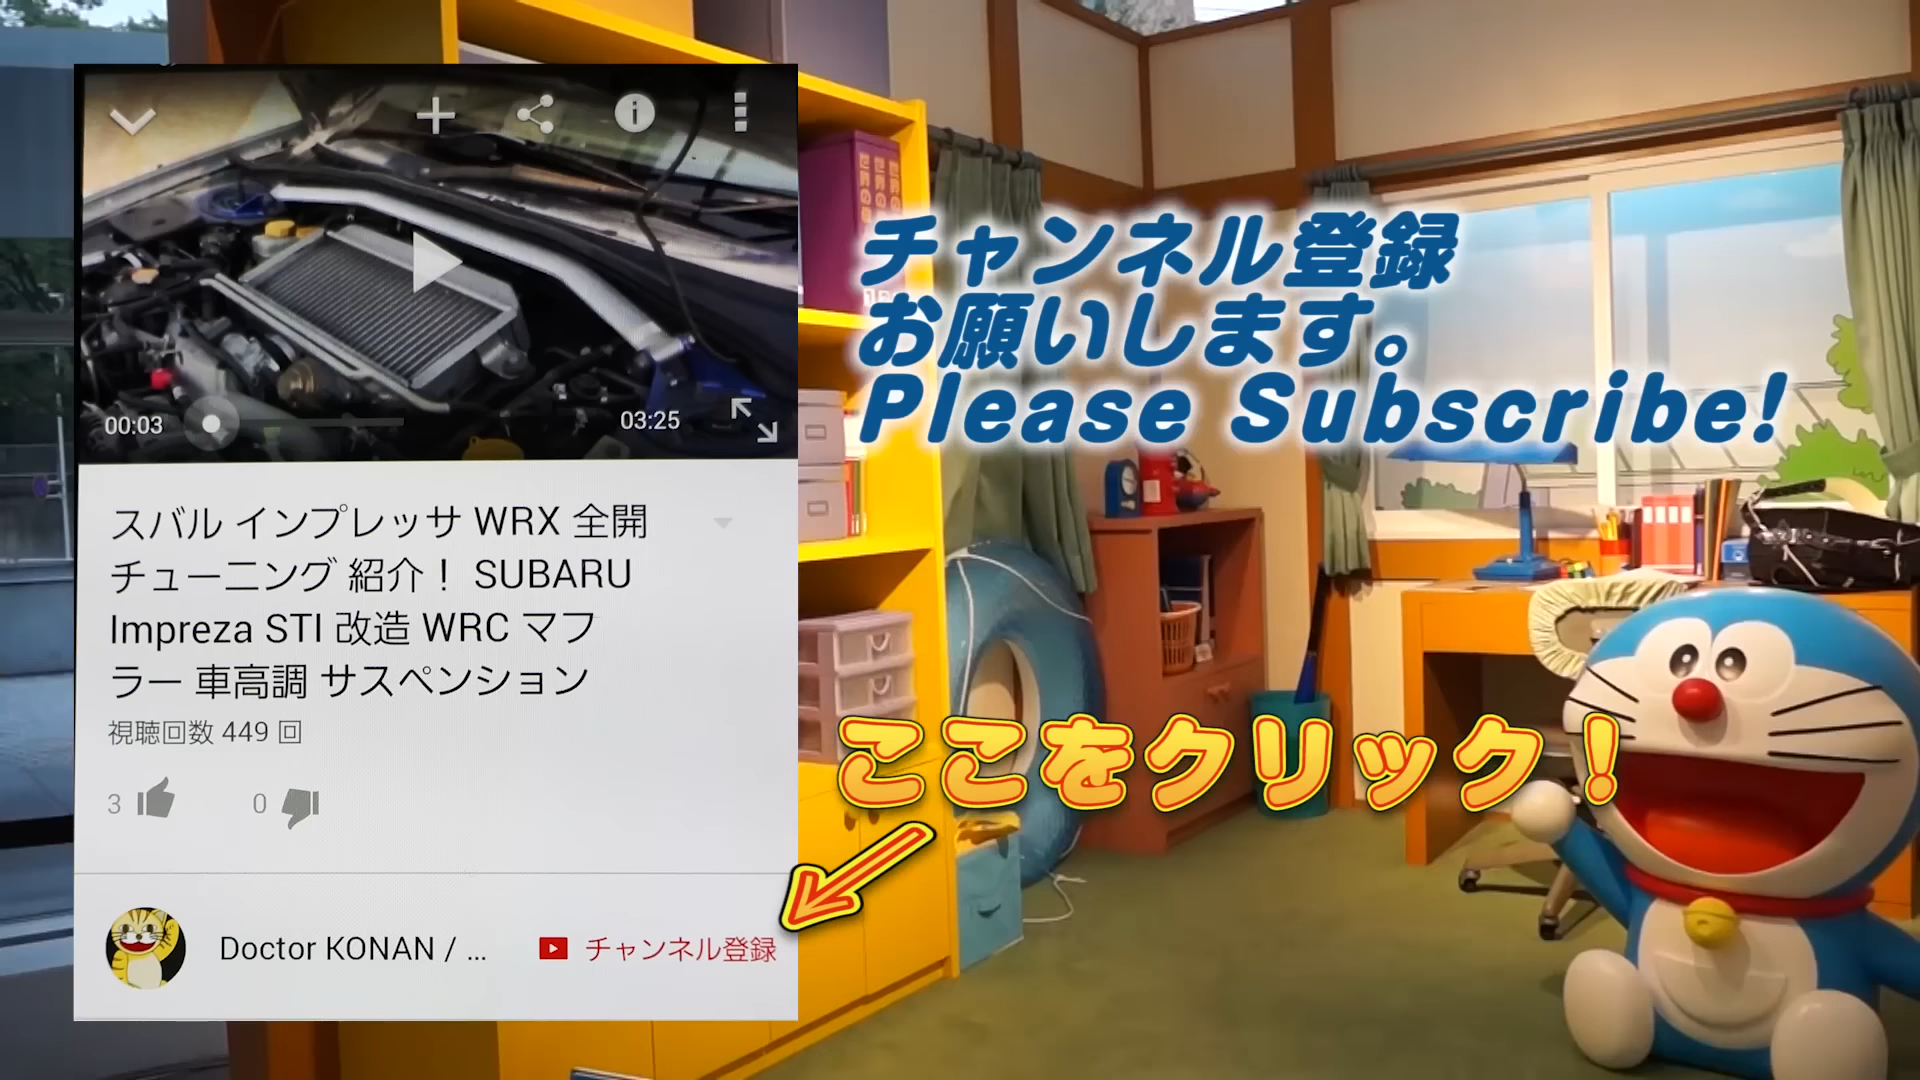 00:03
03:25
スバル インプレッサ WRX 全開
チューニング 紹介！ SUBARU
Impreza STI 改造 WRC マフ
ラー 車高調 サスペンション
視聴回数 449 回
3
0
Doctor KONAN / ...
チャンネル登録
チャンネル登録
お願いします。
Please Subscribe!
ここをクリック！